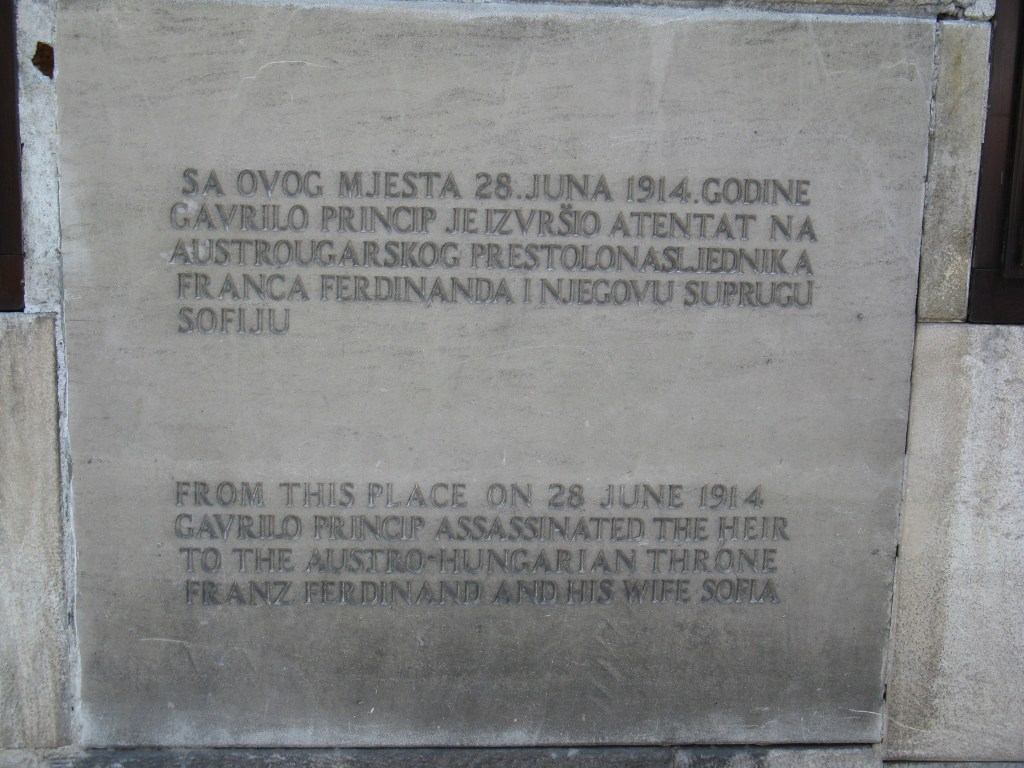 SA OVOG MJESTA 28. JUNA 1914. GODINE
GAVRILO PRINCIP JE IZVRŠIO ATENTAT NA
AUSTROUGARSKOG PRESTOLONASLJEDNIKA
FRANCA FERDINANDA I NJEGOVU SUPRUGU
SOFIJU
FROM THIS PLACE ON 28 JUNE 1914
GAVRILO PRINCIP ASSASSINATED THE HEIR
TO THE AUSTRO-HUNGARIAN THRONE
FRANZ FERDINAND AND HIS WIFE SOFIA